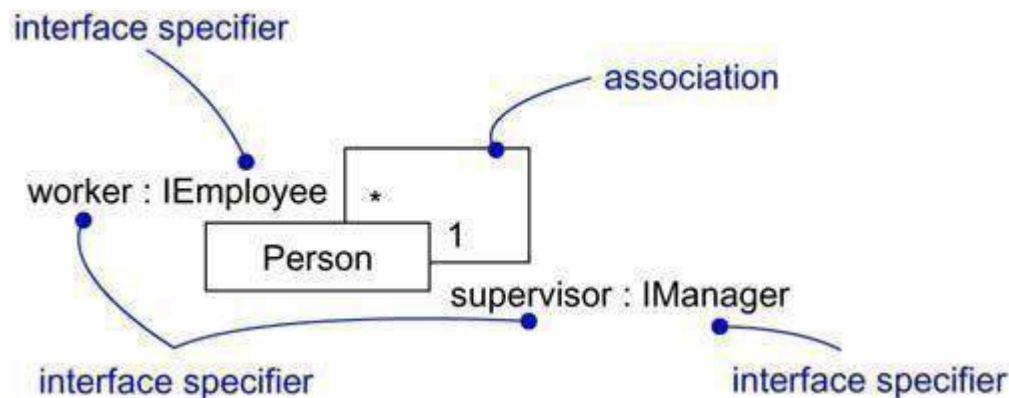 interface specifier
association
worker : IEmployee
*
1
Person
supervisor : IManager
interface specifier
interface specifier